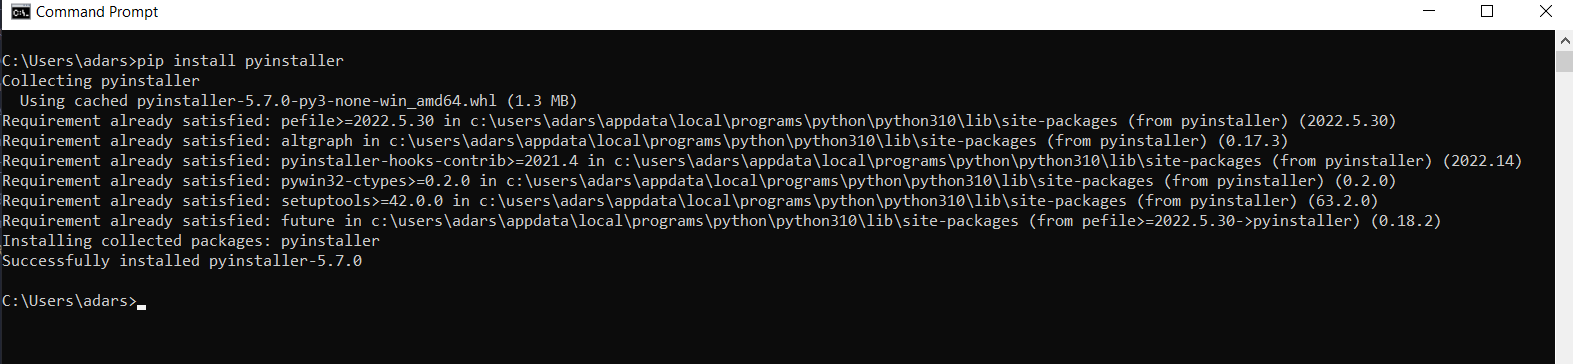 Command Prompt
C:\Users\adars>pip install pyinstaller
Collecting pyinstaller
  Using cached pyinstaller-5.7.0-py3-none-win_amd64.whl (1.3 MB)
Requirement already satisfied: pefile>=2022.5.30 in c:\users\adars\appdata\local\programs\python\python310\lib\site-packages (from pyinstaller) (2022.5.30)
Requirement already satisfied: altgraph in c:\users\adars\appdata\local\programs\python\python310\lib\site-packages (from pyinstaller) (0.17.3)
Requirement already satisfied: pyinstaller-hooks-contrib>=2021.4 in c:\users\adars\appdata\local\programs\python\python310\lib\site-packages (from pyinstaller) (2022.14)
Requirement already satisfied: pywin32-ctypes>=0.2.0 in c:\users\adars\appdata\local\programs\python\python310\lib\site-packages (from pyinstaller) (0.2.0)
Requirement already satisfied: setuptools>=42.0.0 in c:\users\adars\appdata\local\programs\python\python310\lib\site-packages (from pyinstaller) (63.2.0)
Requirement already satisfied: future in c:\users\adars\appdata\local\programs\python\python310\lib\site-packages (from pefile>=2022.5.30->pyinstaller) (0.18.2)
Installing collected packages: pyinstaller
Successfully installed pyinstaller-5.7.0
C:\Users\adars>